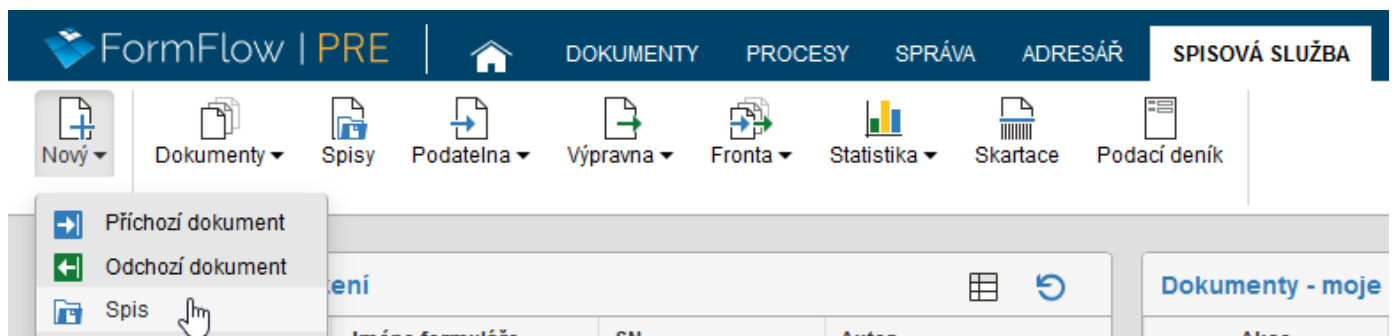 FormFlow | PRE DOKUMENTY PROCESY SPRÁVA ADRESÁŘ SPISOVÁ SLUŽBA
Nový Dokumenty Spisy Podatelna Výpravna Fronta Statistika Skartace Podací deník
Příchozí dokument
Odchozí dokument
ení Dokumenty - moje
Spis